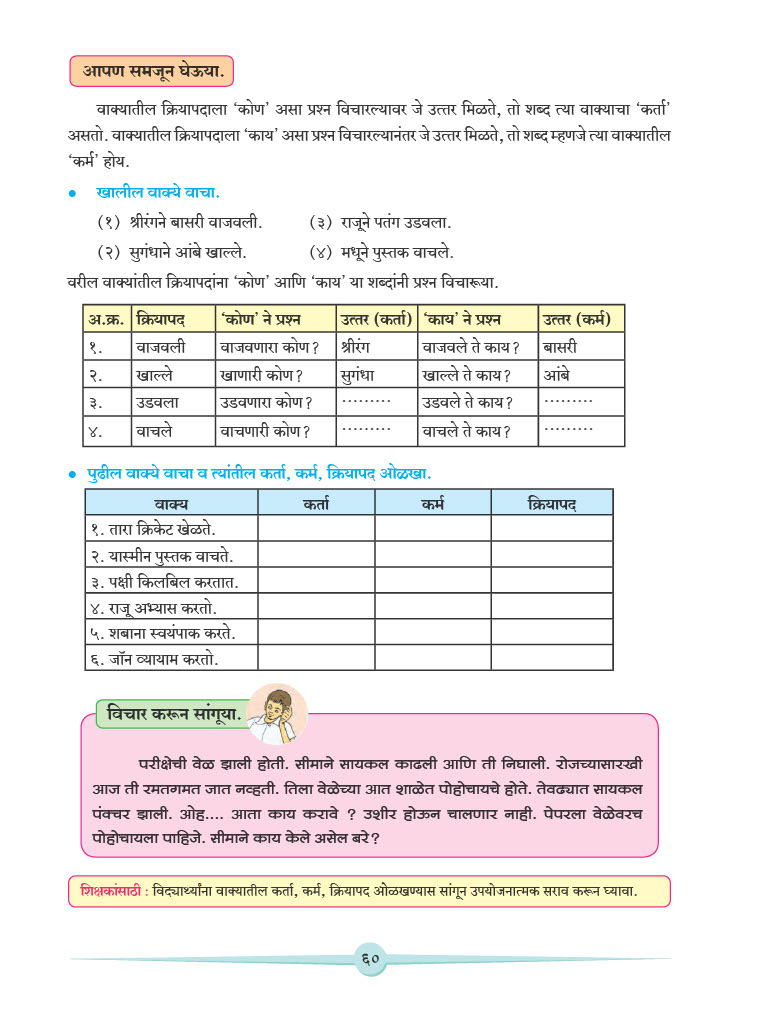 आपण समजून घेऊया.
वाक्यातील क्रियापदाला ‘कोण’ असा प्रश्न विचारल्यावर जे उत्तर मिळते, तो शब्द त्या वाक्याचा ‘कर्ता’
असतो. वाक्यातील क्रियापदाला ‘काय’ असा प्रश्न विचारल्यानंतर जे उत्तर मिळते, तो शब्द म्हणजे त्या वाक्यातील
‘कर्म’ होय.
● खालील वाक्ये वाचा.
(१) श्रीरंगने बासरी वाजवली. (३) राजूने पतंग उडवला.
(२) सुगंधाने आंबे खाल्ले. (४) मधूने पुस्तक वाचले.
वरील वाक्यांतील क्रियापदांना ‘कोण’ आणि ‘काय’ या शब्दांनी प्रश्न विचारूया.
अ.क्र. क्रियापद ‘कोण’ ने प्रश्न उत्तर (कर्ता) ‘काय’ ने प्रश्न उत्तर (कर्म)
१. वाजवली वाजवणारा कोण? श्रीरंग वाजवले ते काय? बासरी
२. खाल्ले खाणारी कोण? सुगंधा खाल्ले ते काय? आंबे
३. उडवला उडवणारा कोण? ......... उडवले ते काय? .........
४. वाचले वाचणारी कोण? ......... वाचले ते काय? .........
● पुढील वाक्ये वाचा व त्यांतील कर्ता, कर्म, क्रियापद ओळखा.
वाक्य कर्ता कर्म क्रियापद
१. तारा क्रिकेट खेळते.
२. यास्मीन पुस्तक वाचते.
३. पक्षी किलबिल करतात.
४. राजू अभ्यास करतो.
५. शबाना स्वयंपाक करते.
६. जॉन व्यायाम करतो.
विचार करून सांगूया.
परीक्षेची वेळ झाली होती. सीमाने सायकल काढली आणि ती निघाली. रोजच्यासारखी
आज ती रमतगमत जात नव्हती. तिला वेळेच्या आत शाळेत पोहोचायचे होते. तेवढ्यात सायकल
पंक्चर झाली. ओह.... आता काय करावे ? उशीर होऊन चालणार नाही. पेपरला वेळेवरच
पोहोचायला पाहिजे. सीमाने काय केले असेल बरे?
शिक्षकांसाठी : विद्यार्थ्यांना वाक्यातील कर्ता, कर्म, क्रियापद ओळखण्यास सांगून उपयोजनात्मक सराव करून घ्यावा.
६०